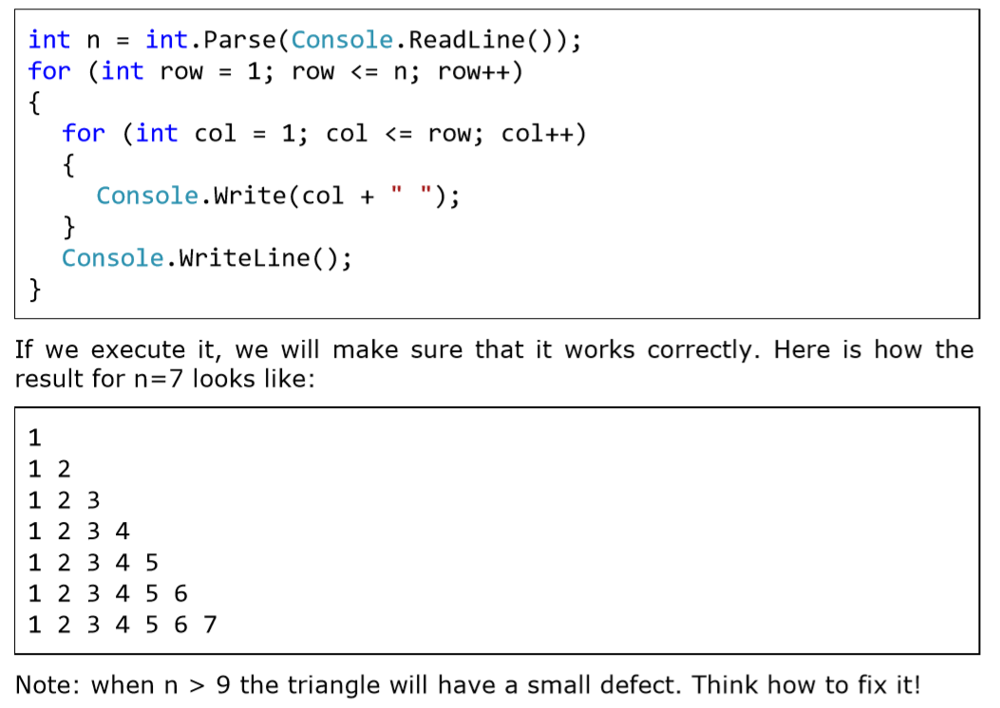 int n = int.Parse(Console.ReadLine());
for (int row = 1; row <= n; row++)
{
for (int col = 1; col <= row; col++)
{
Console.Write(col + " ");
}
Console.WriteLine();
}
If we execute it, we will make sure that it works correctly. Here is how the
result for n=7 looks like:
1
1 2
1 2 3
1 2 3 4
1 2 3 4 5
1 2 3 4 5 6
1 2 3 4 5 6 7
Note: when n > 9 the triangle will have a small defect. Think how to fix it!